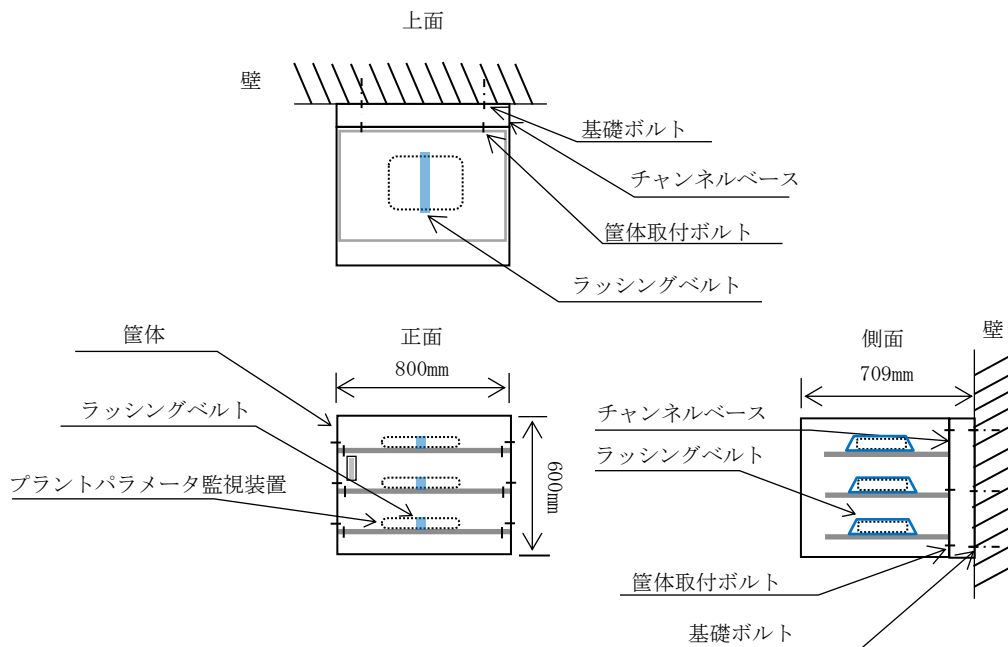 上面
壁
基礎ボルト
チャンネルベース
筐体取付ボルト
ラッシングベルト
筐体
正面
800mm
ラッシングベルト
プラントパラメータ監視装置
600mm
壁
側面
709mm
チャンネルベース
ラッシングベルト
筐体取付ボルト
基礎ボルト